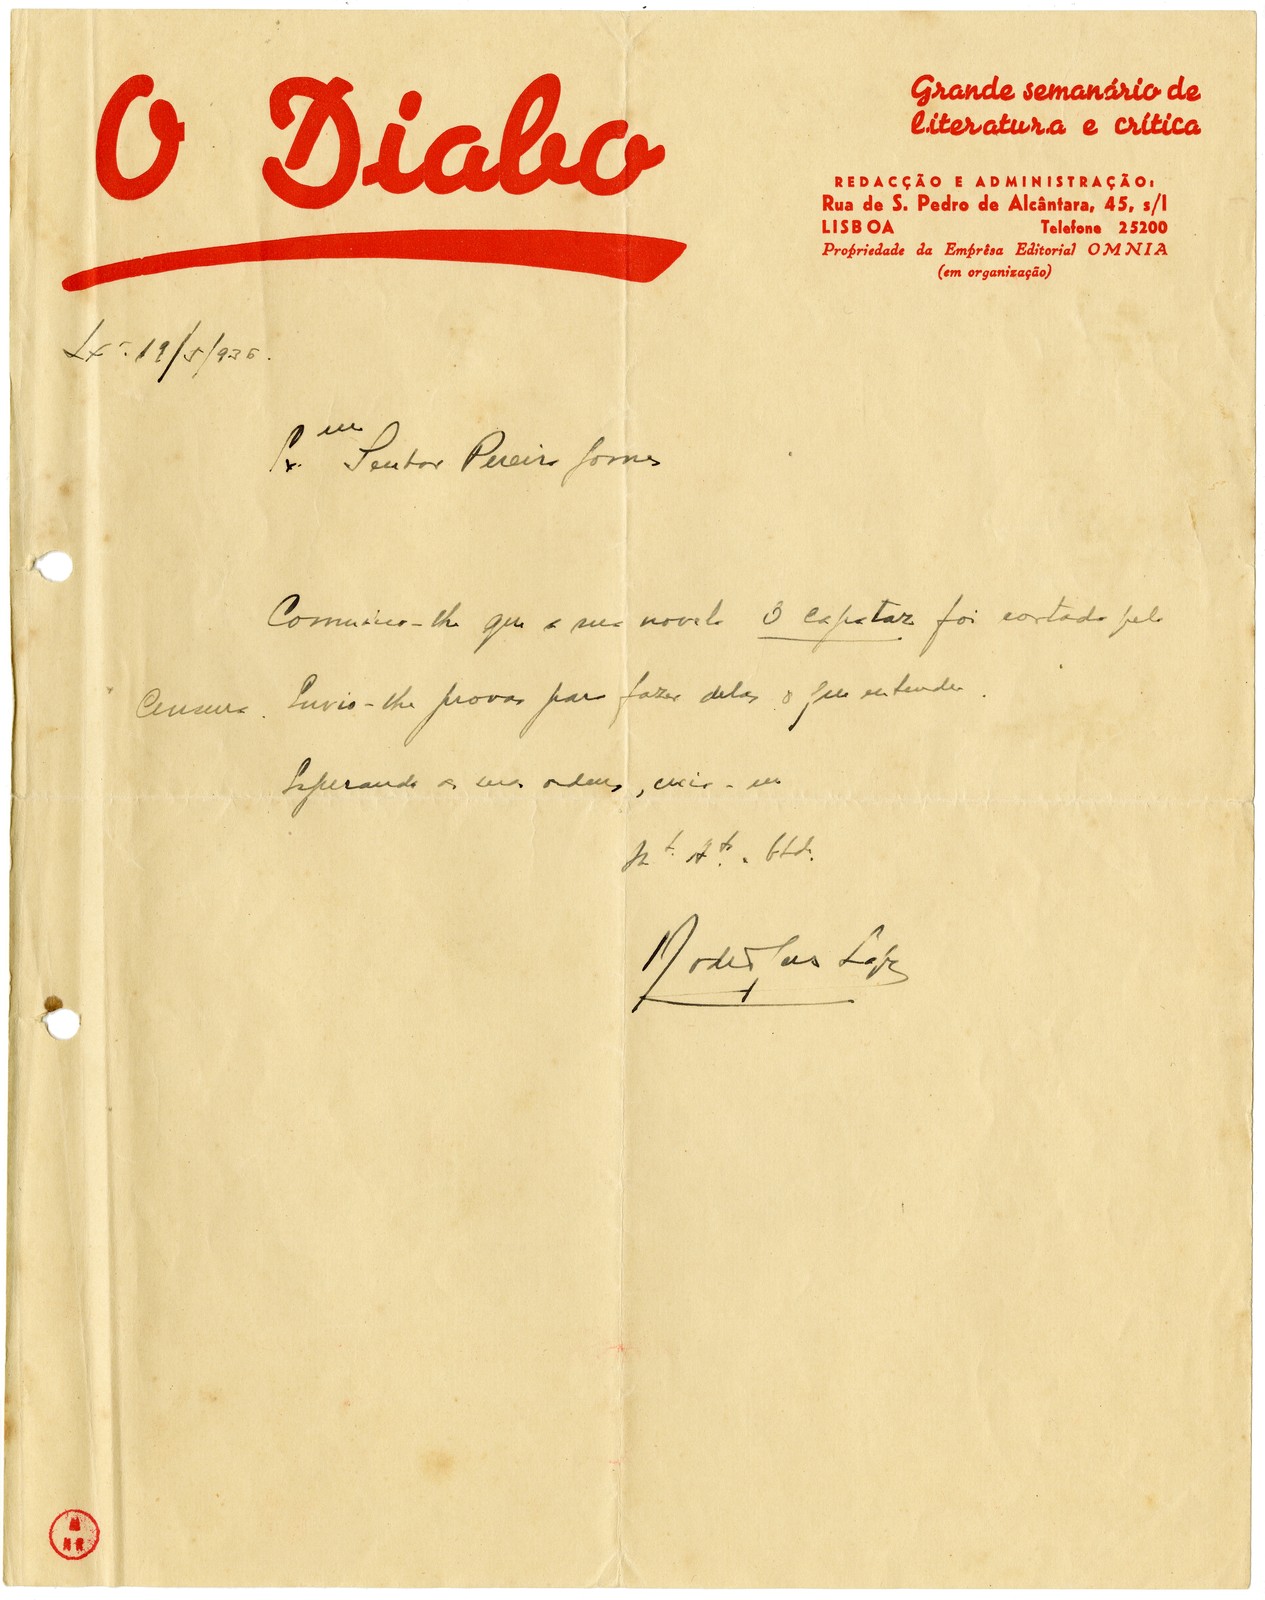 O Diabo
Grande semanário de
literatura e crítica
REDACÇÃO E ADMINISTRAÇÃO:
Rua de S. Pedro de Alcântara, 45, s/l
LISBOA Telefone 25200
Propriedade da Emprêsa Editorial OMNIA
(em organização)
Lxª. 19/5/935.
Ex.mo Senhor Pereira Gomes
Comunico-lhe que a sua novela O capataz foi cortada pela
Censura. Envio-lhe provas para fazer delas o que entender.
Esperando as suas ordens, creia-me
At.
Lopes
M
N R